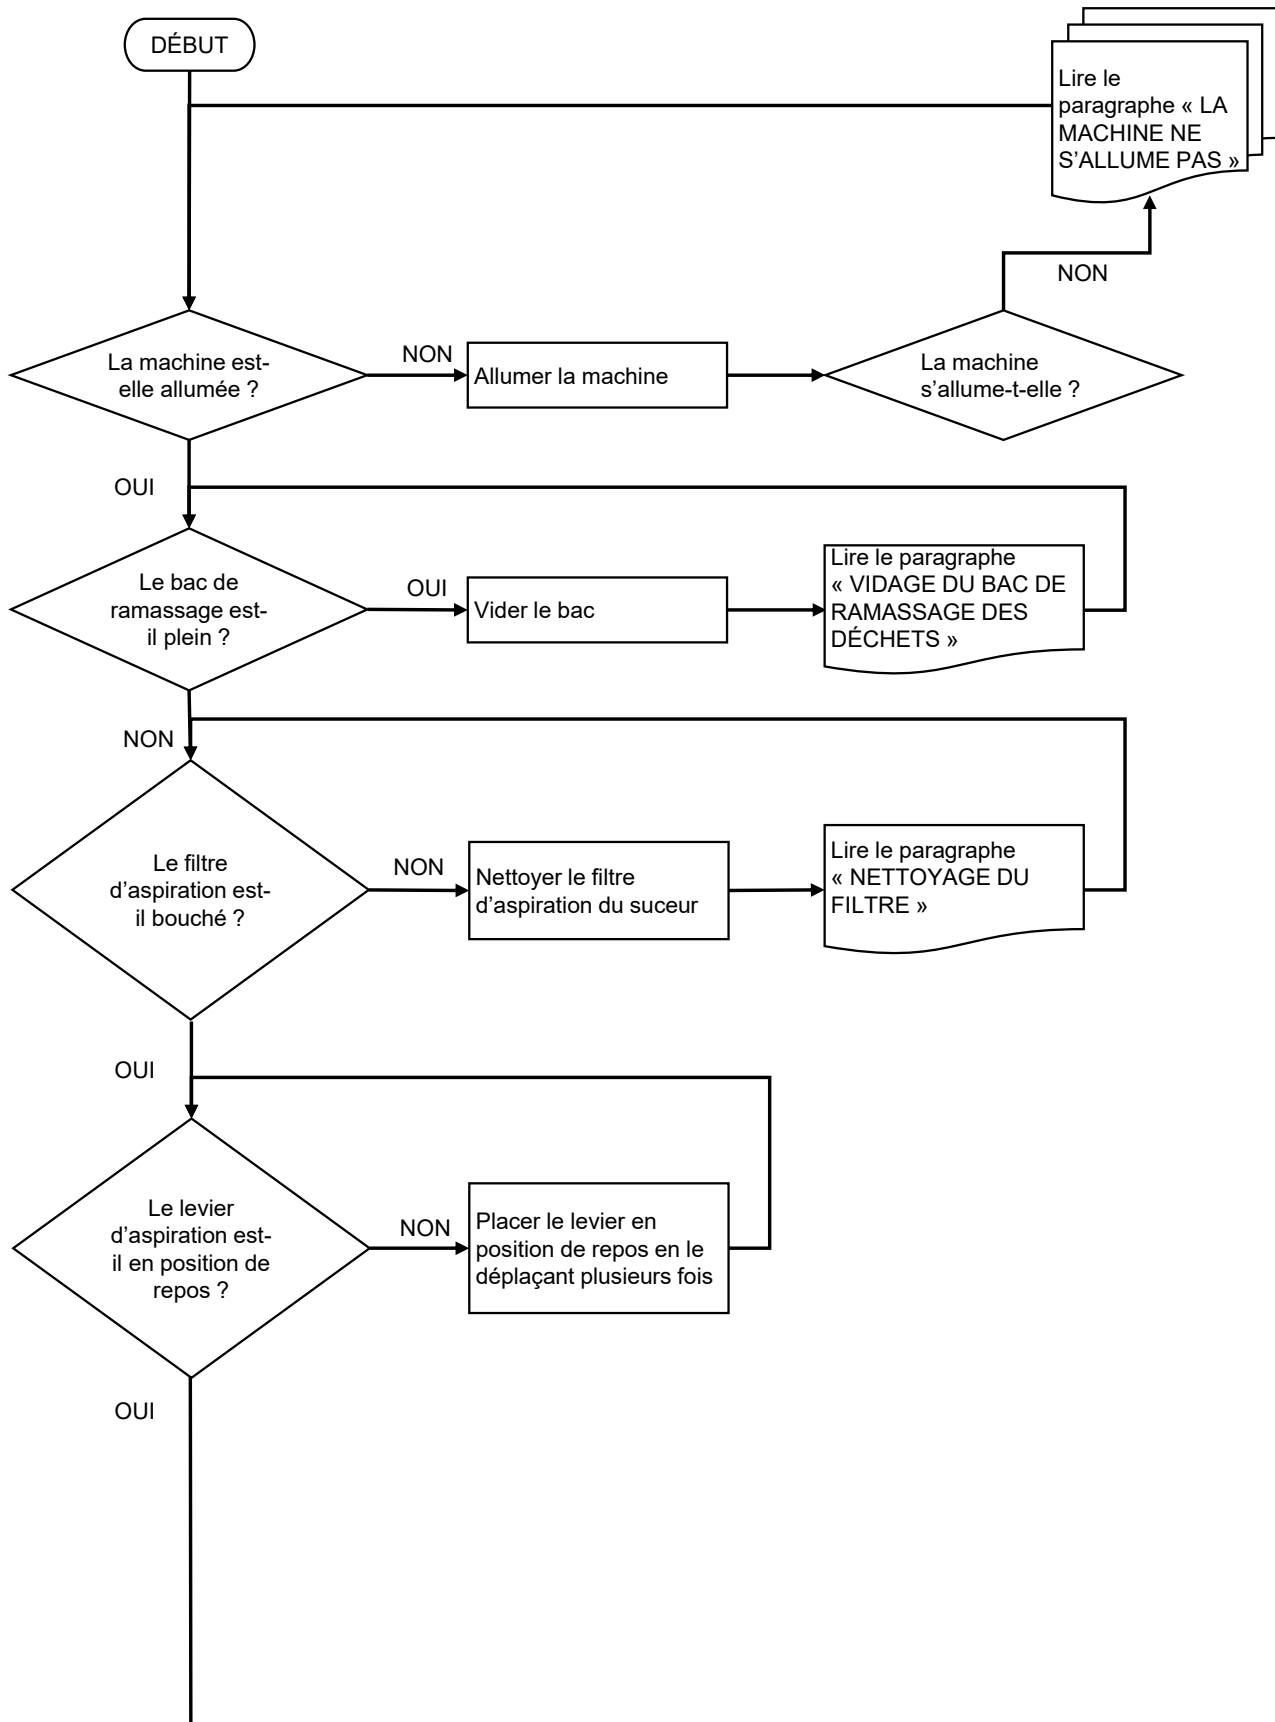 DÉBUT
Lire le
paragraphe « LA
MACHINE NE
S’ALLUME PAS »
NON
La machine est-
elle allumée ?
NON
Allumer la machine
La machine
s’allume-t-elle ?
OUI
Le bac de
ramassage est-
il plein ?
OUI
Vider le bac
Lire le paragraphe
« VIDAGE DU BAC DE
RAMASSAGE DES
DÉCHETS »
NON
Le filtre
d’aspiration est-
il bouché ?
NON
Nettoyer le filtre
d’aspiration du suceur
Lire le paragraphe
« NETTOYAGE DU
FILTRE »
OUI
Le levier
d’aspiration est-
il en position de
repos ?
NON
Placer le levier en
position de repos en le
déplaçant plusieurs fois
OUI